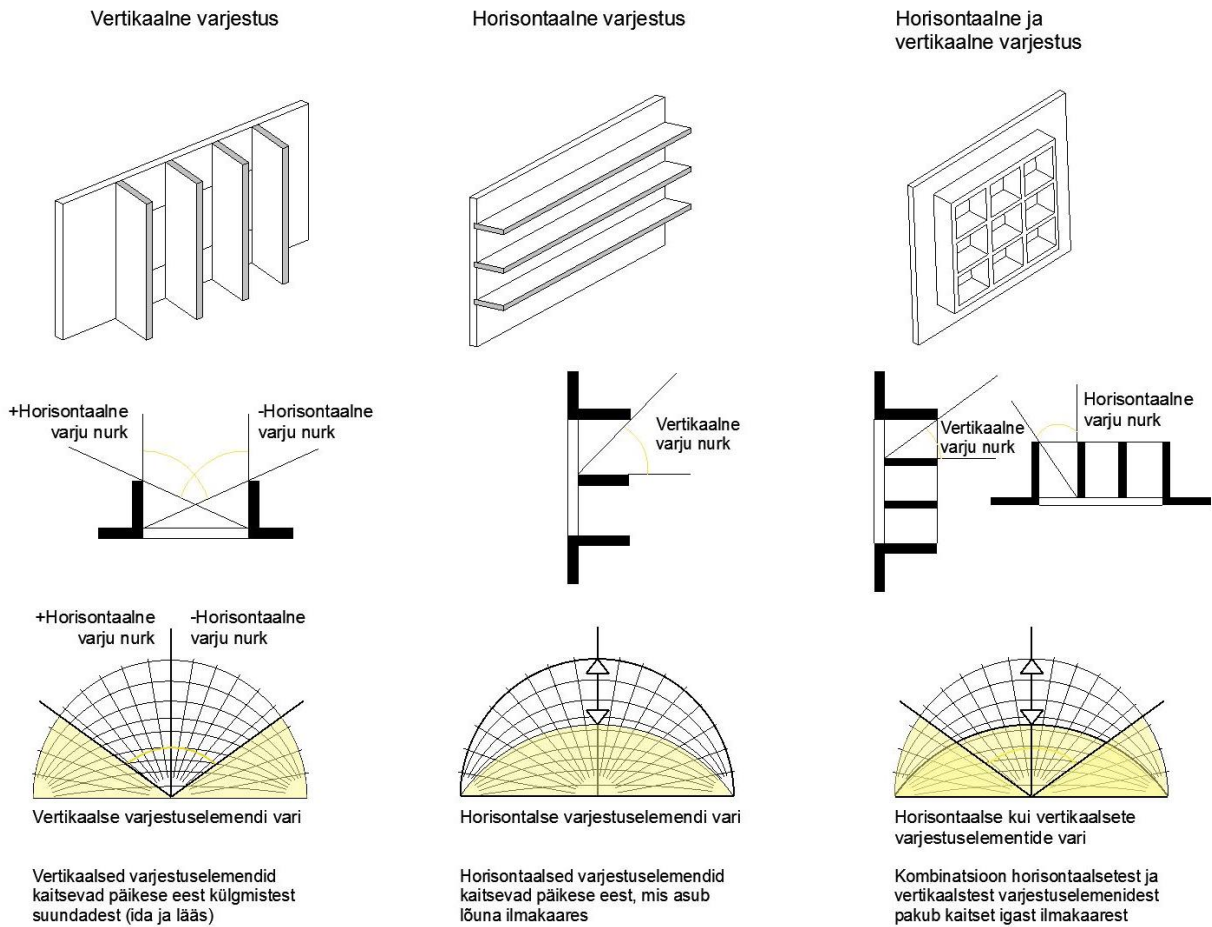 Vertikaalne varjestus
Horisontaalne varjestus
Horisontaalne ja
vertikaalne varjestus
+Horisontaalne
varju nurk
-Horisontaalne
varju nurk
Vertikaalne
varju nurk
Vertikaalne
varju nurk
Horisontaalne
varju nurk
+Horisontaalne
varju nurk
-Horisontaalne
varju nurk
Vertikaalse varjestuselemendi vari
Horisontalse varjestuselemendi vari
Horisontaalse kui vertikaalsete
varjestuselementide vari
Vertikaalsed varjestuselemendid
kaitsevad päikese eest külgmistest
suundadest (ida ja lääs)
Horisontaalsed varjestuselemendid
kaitsevad päikese eest, mis asub
lõuna ilmakaares
Kombinatsioon horisontaalsetest ja
vertikaalstest varjestuselemenidest
pakub kaitset igast ilmakaarest